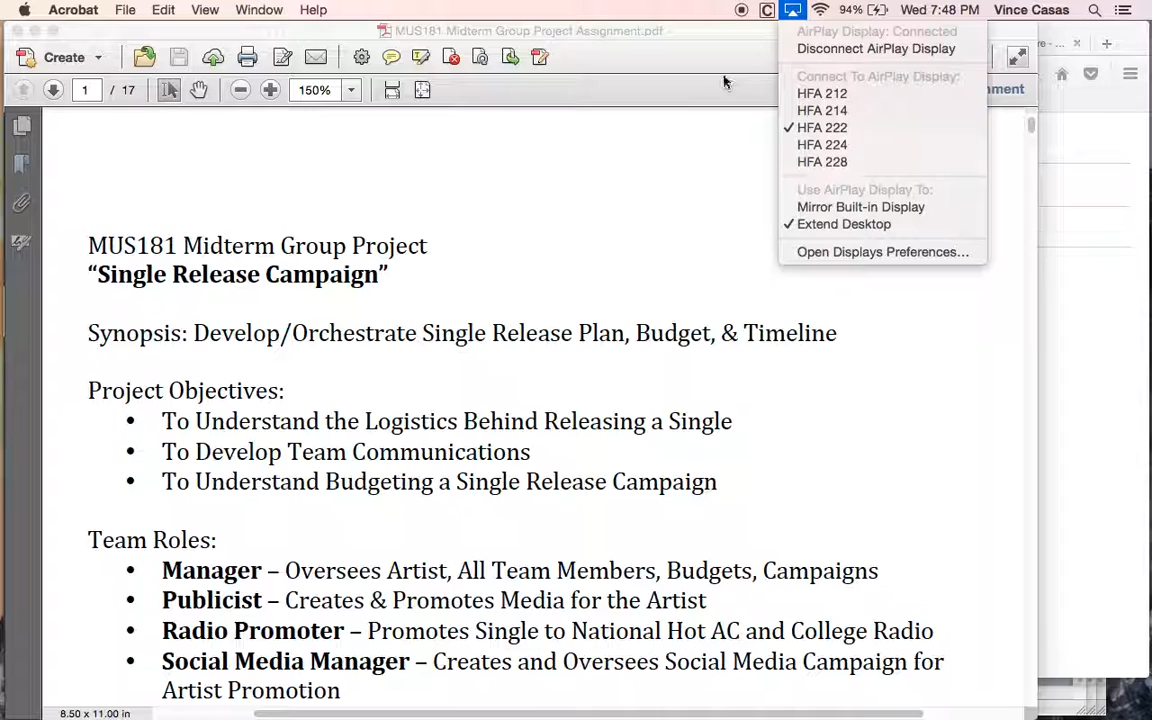 Acrobat File Edit View Window Help 94% Wed 7:48 PM Vince Casas
MUS181 Midterm Group Project Assignment.pdf
AirPlay Display: Connected
Disconnect AirPlay Display
Create
Connect To AirPlay Display:
1 / 17 150%
HFA 212
HFA 214
HFA 222
HFA 224
HFA 228
Use AirPlay Display To:
Mirror Built-in Display
Extend Desktop
Open Displays Preferences...
MUS181 Midterm Group Project
“Single Release Campaign”
Synopsis: Develop/Orchestrate Single Release Plan, Budget, & Timeline
Project Objectives:
• To Understand the Logistics Behind Releasing a Single
• To Develop Team Communications
• To Understand Budgeting a Single Release Campaign
Team Roles:
• Manager – Oversees Artist, All Team Members, Budgets, Campaigns
• Publicist – Creates & Promotes Media for the Artist
• Radio Promoter – Promotes Single to National Hot AC and College Radio
• Social Media Manager – Creates and Oversees Social Media Campaign for
Artist Promotion
8.50 x 11.00 in